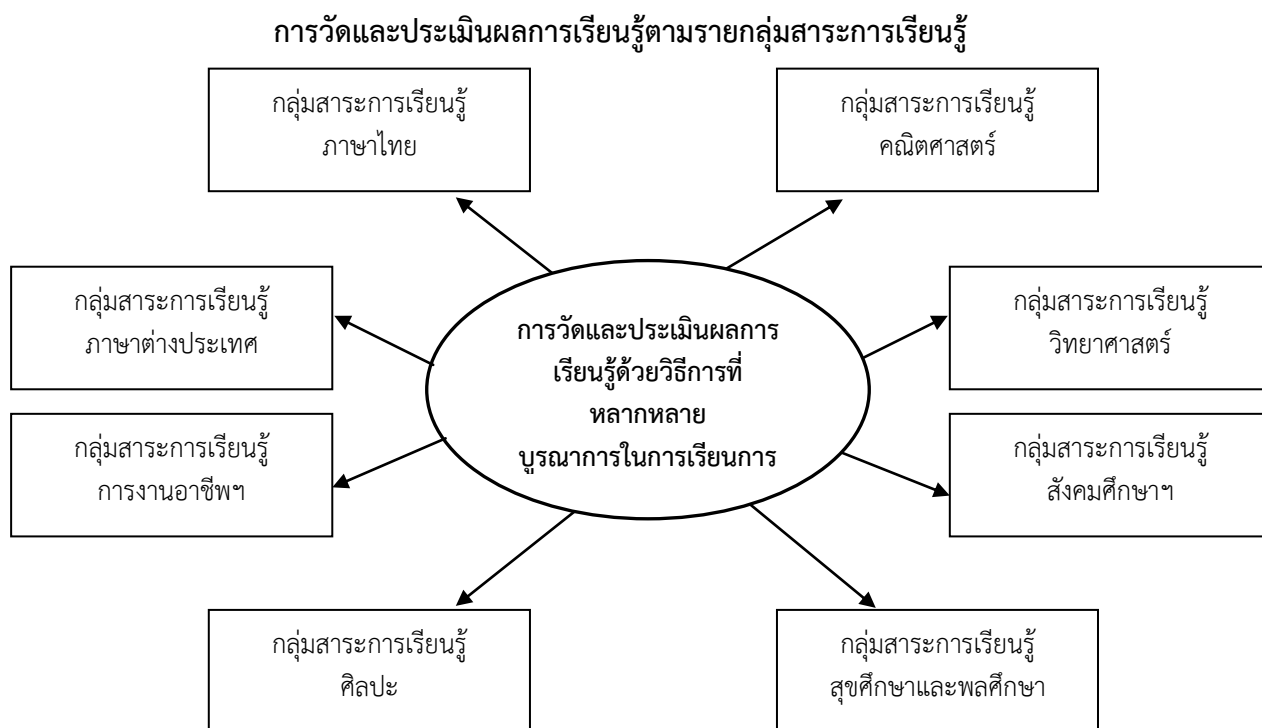 การวัดและประเมินผลการเรียนรู้ตามรายกลุ่มสาระการเรียนรู้
กลุ่มสาระการเรียนรู้
ภาษาไทย
กลุ่มสาระการเรียนรู้
คณิตศาสตร์
กลุ่มสาระการเรียนรู้
ภาษาต่างประเทศ
การวัดและประเมินผลการ
เรียนรู้ด้วยวิธีการที่
หลากหลาย
บูรณาการในการเรียนการ
กลุ่มสาระการเรียนรู้
วิทยาศาสตร์
กลุ่มสาระการเรียนรู้
การงานอาชีพฯ
กลุ่มสาระการเรียนรู้
สังคมศึกษาฯ
กลุ่มสาระการเรียนรู้
ศิลปะ
กลุ่มสาระการเรียนรู้
สุขศึกษาและพลศึกษา